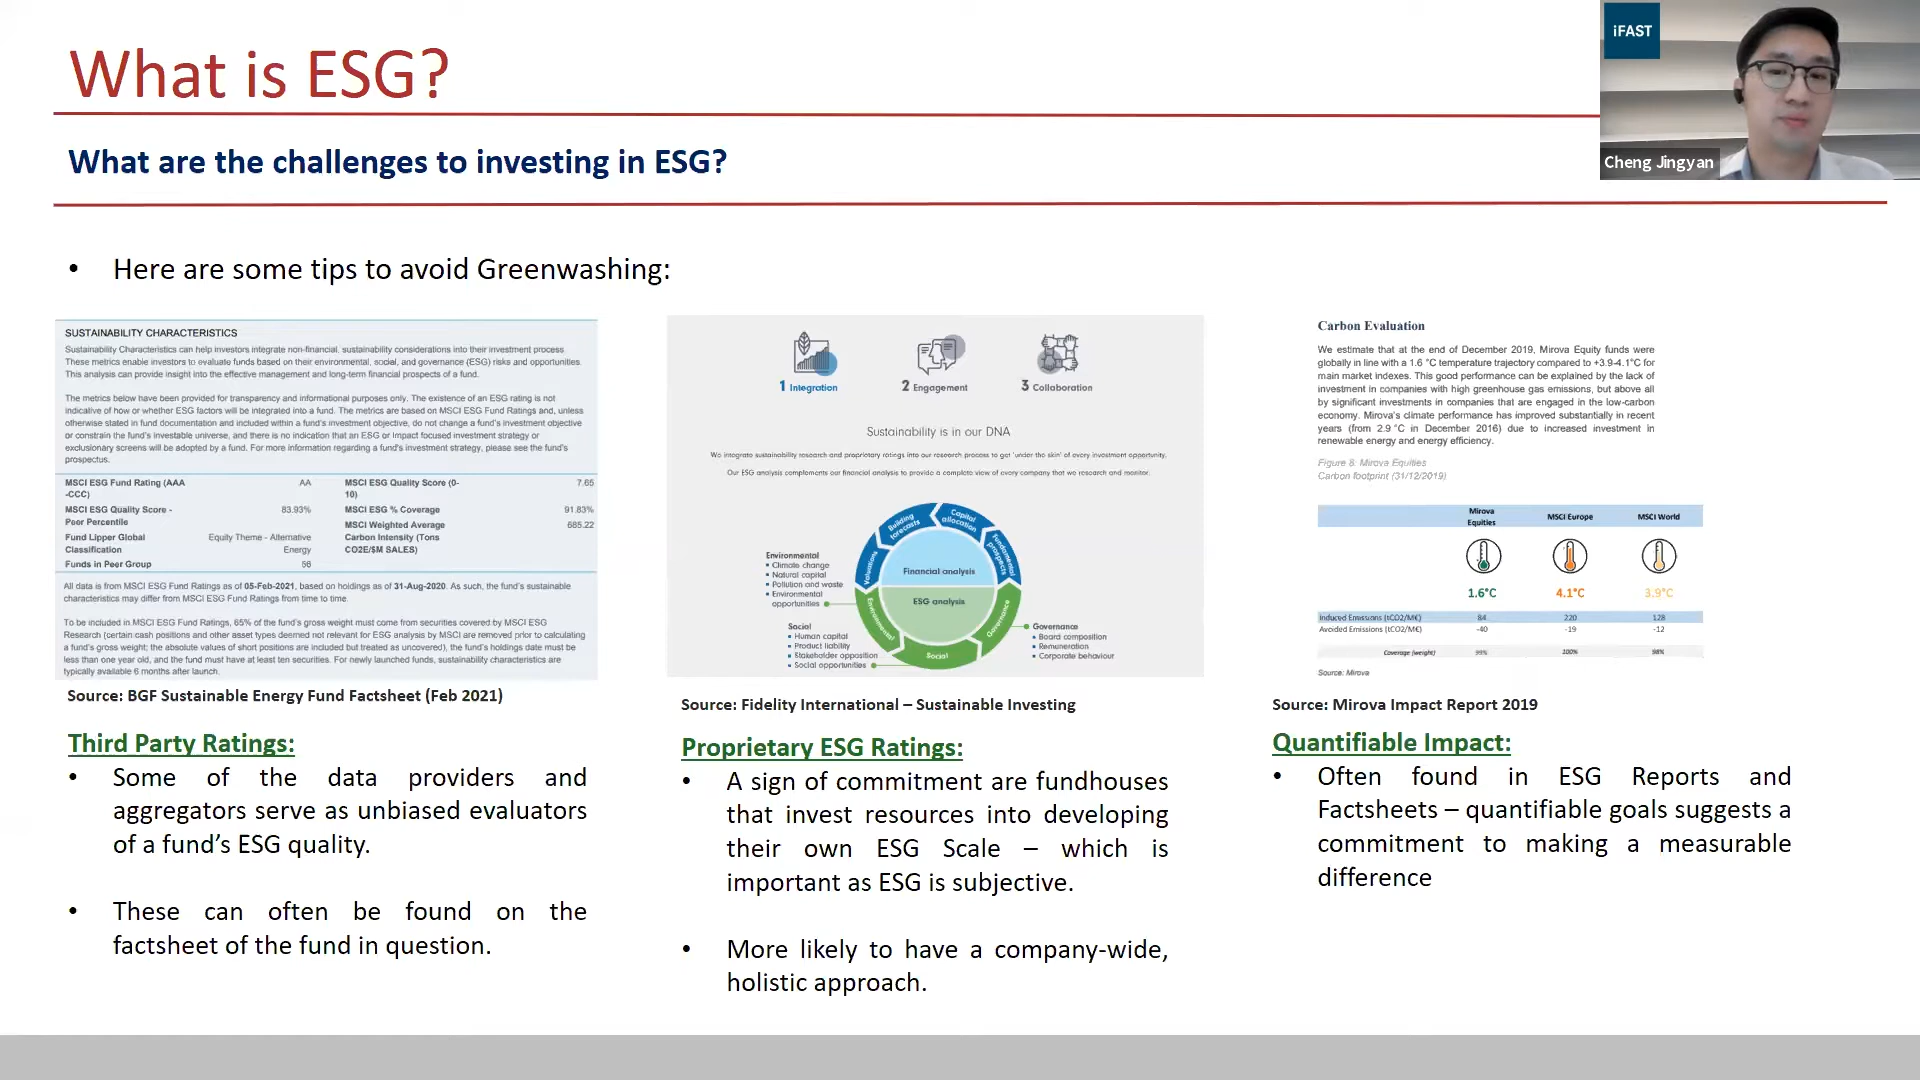 What is ESG?
iFAST
Cheng Jingyan
What are the challenges to investing in ESG?
• Here are some tips to avoid Greenwashing:
SUSTAINABILITY CHARACTERISTICS
Sustainability Characteristics can help investors integrate non-financial, sustainability considerations into their investment process.
These metrics enable investors to evaluate funds based on their environmental, social, and governance (ESG) risks and opportunities.
This analysis can provide insight into the effective management and long-term financial prospects of a fund.
The metrics below have been provided for transparency and informational purposes only. The existence of an ESG rating is not
indicative of how or whether ESG factors will be integrated into a fund. The metrics are based on MSCI ESG Fund Ratings and, unless
otherwise stated in fund documentation and included within a fund's investment objective, do not change a fund's investment objective
or constrain the fund's investable universe, and there is no indication that an ESG or Impact focused investment strategy or
exclusionary screens will be adopted by a fund. For more information regarding a fund's investment strategy, please see the fund's
prospectus.
MSCI ESG Fund Rating (AAA AA MSCI ESG Quality Score (0- 7.65
-CCC) 10)
MSCI ESG Quality Score - 83.93% MSCI ESG % Coverage 91.83%
Peer Percentile MSCI Weighted Average 685.22
Fund Lipper Global Equity Theme - Alternative Carbon Intensity (Tons
Classification Energy CO2E/$M SALES)
Funds in Peer Group 56
All data is from MSCI ESG Fund Ratings as of 05-Feb-2021, based on holdings as of 31-Aug-2020. As such, the fund's sustainable
characteristics may differ from MSCI ESG Fund Ratings from time to time.
To be included in MSCI ESG Fund Ratings, 65% of the fund's gross weight must come from securities covered by MSCI ESG
Research (certain cash positions and other asset types deemed not relevant for ESG analysis by MSCI are removed prior to calculating
a fund's gross weight; the absolute values of short positions are included but treated as uncovered), the fund's holdings date must be
less than one year old, and the fund must have at least ten securities. For newly launched funds, sustainability characteristics are
typically available 6 months after launch.
Source: BGF Sustainable Energy Fund Factsheet (Feb 2021)
Third Party Ratings:
• Some of the data providers and
aggregators serve as unbiased evaluators
of a fund's ESG quality.
• These can often be found on the
factsheet of the fund in question.
1 Integration
2 Engagement
3 Collaboration
Sustainability is in our DNA
We integrate sustainability research and proprietary ratings into our research process to get 'under the skin' of every investment opportunity.
Our ESG analysis complements our financial analysis to provide a complete view of every company that we research and monitor.
Building forecasts
Capital allocation
Fundamental prospects
Valuations
Financial analysis
ESG analysis
Environmental
Social
Governance
Environmental
▪ Climate change
▪ Natural capital
▪ Pollution and waste
▪ Environmental
opportunities
Social
▪ Human capital
▪ Product liability
▪ Stakeholder opposition
▪ Social opportunities
Governance
▪ Board composition
▪ Remuneration
▪ Corporate behaviour
Source: Fidelity International – Sustainable Investing
Proprietary ESG Ratings:
• A sign of commitment are fundhouses
that invest resources into developing
their own ESG Scale – which is
important as ESG is subjective.
• More likely to have a company-wide,
holistic approach.
Carbon Evaluation
We estimate that at the end of December 2019, Mirova Equity funds were
globally in line with a 1.6 °C temperature trajectory compared to +3.9-4.1°C for
main market indexes. This good performance can be explained by the lack of
investment in companies with high greenhouse gas emissions, but above all
by significant investments in companies that are engaged in the low-carbon
economy. Mirova's climate performance has improved substantially in recent
years (from 2.9 °C in December 2016) due to increased investment in
renewable energy and energy efficiency.
Figure 8: Mirova Equities
Carbon footprint (31/12/2019)
Mirova Equities MSCI Europe MSCI World
1.6°C 4.1°C 3.9°C
Induced Emissions (tCO2/M€) 84 220 128
Avoided Emissions (tCO2/M€) -40 -19 -12
Coverage (weight) 99% 100% 98%
Source: Mirova
Source: Mirova Impact Report 2019
Quantifiable Impact:
• Often found in ESG Reports and
Factsheets – quantifiable goals suggests a
commitment to making a measurable
difference